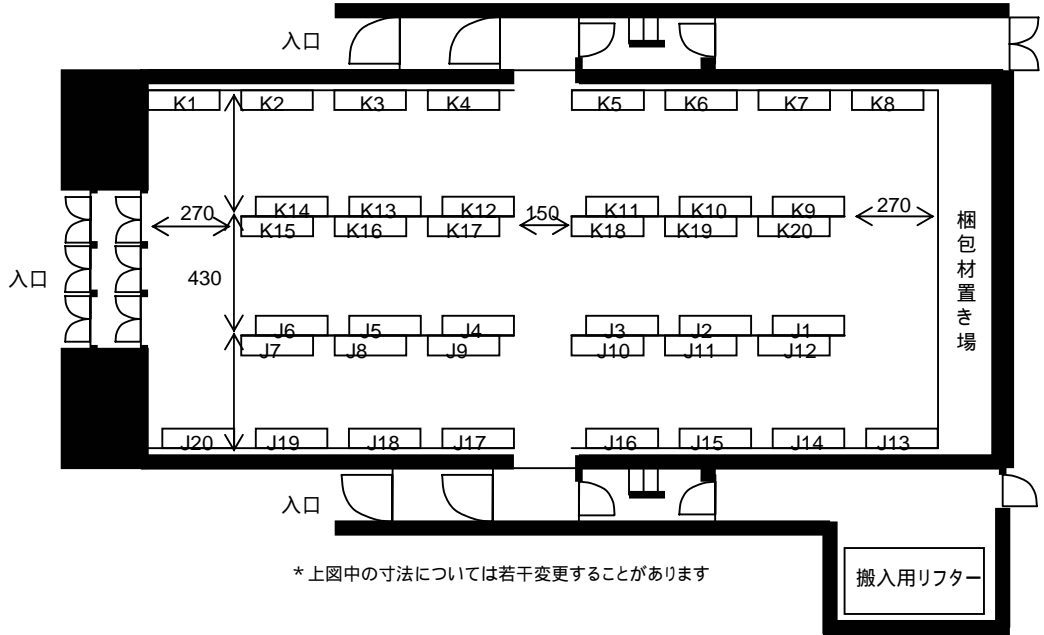 入口
K1 K2 K3 K4 K5 K6 K7 K8
K14 K13 K12 K11 K10 K9
270 150 270
K15 K16 K17 K18 K19 K20
梱包材置き場
入口
430
J6 J5 J4 J3 J2 J1
J7 J8 J9 J10 J11 J12
J20 J19 J18 J17 J16 J15 J14 J13
入口
*上図中の寸法については若干変更することがあります
搬入用リフター